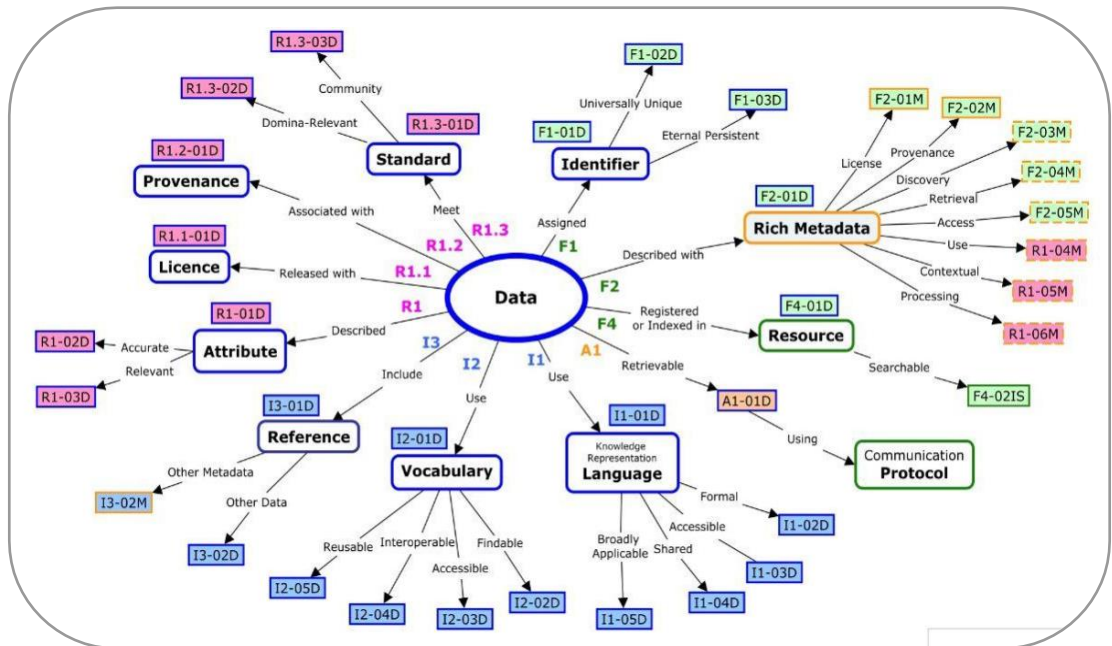 R1.3-03D
F1-02D
Community
R1.3-02D
Universally Unique
F1-03D
F2-01M
F2-02M
Domina-Relevant
R1.3-01D
F1-01D
Eternal Persistent
F2-03M
R1.2-01D
Standard
Identifier
License
Provenance
Discovery
F2-04M
Provenance
F2-01D
Retrieval
Associated with
Meet
Assigned
Rich Metadata
Access
F2-05M
R1.1-01D
R1.2
R1.3
F1
Use
R1-04M
Licence
Released with
R1.1
Described with
Contextual
R1-05M
R1
Data
F2
Processing
R1-01D
F4-01D
R1-06M
R1-02D
Accurate
Attribute
Described
Registered
or Indexed in
F4
Resource
Relevant
I3
I2
I1
A1
R1-03D
Include
Use
Use
Retrievable
Searchable
I3-01D
I1-01D
A1-01D
F4-02IS
Reference
I2-01D
Knowledge
Representation
Language
Using
Communication
Protocol
Other Metadata
Vocabulary
I3-02M
Other Data
Formal
I1-02D
I3-02D
Reusable
Interoperable
Accessible
Findable
Broadly
Applicable
Shared
Accessible
I1-03D
I2-05D
I2-04D
I2-03D
I2-02D
I1-05D
I1-04D